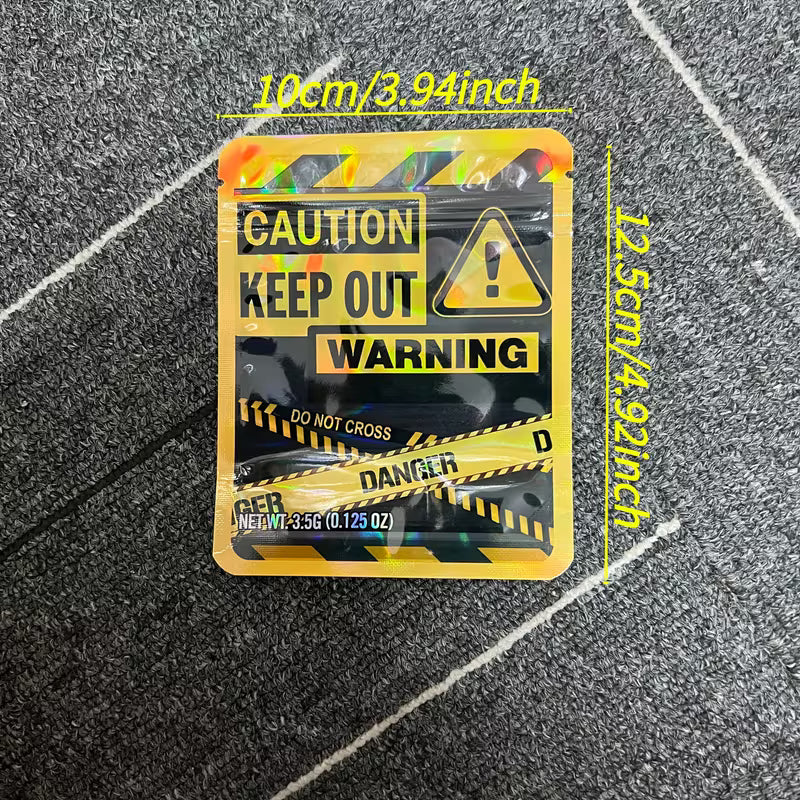 10cm/3.94inch
12.5cm/4.92inch
CAUTION
!
KEEP OUT
WARNING
DO NOT CROSS
DANGER
D
GER
NET WT. 3.5G (0.125 OZ)